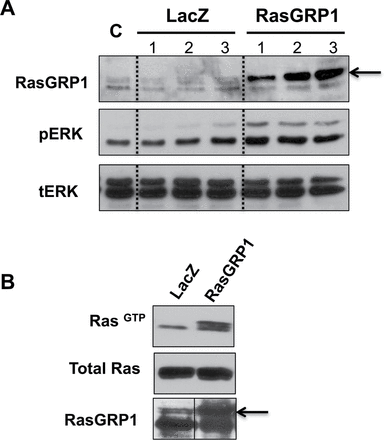 A
LacZ RasGRP1
C 1 2 3 1 2 3
RasGRP1
pERK
tERK
B
LacZ RasGRP1
Ras GTP
Total Ras
RasGRP1